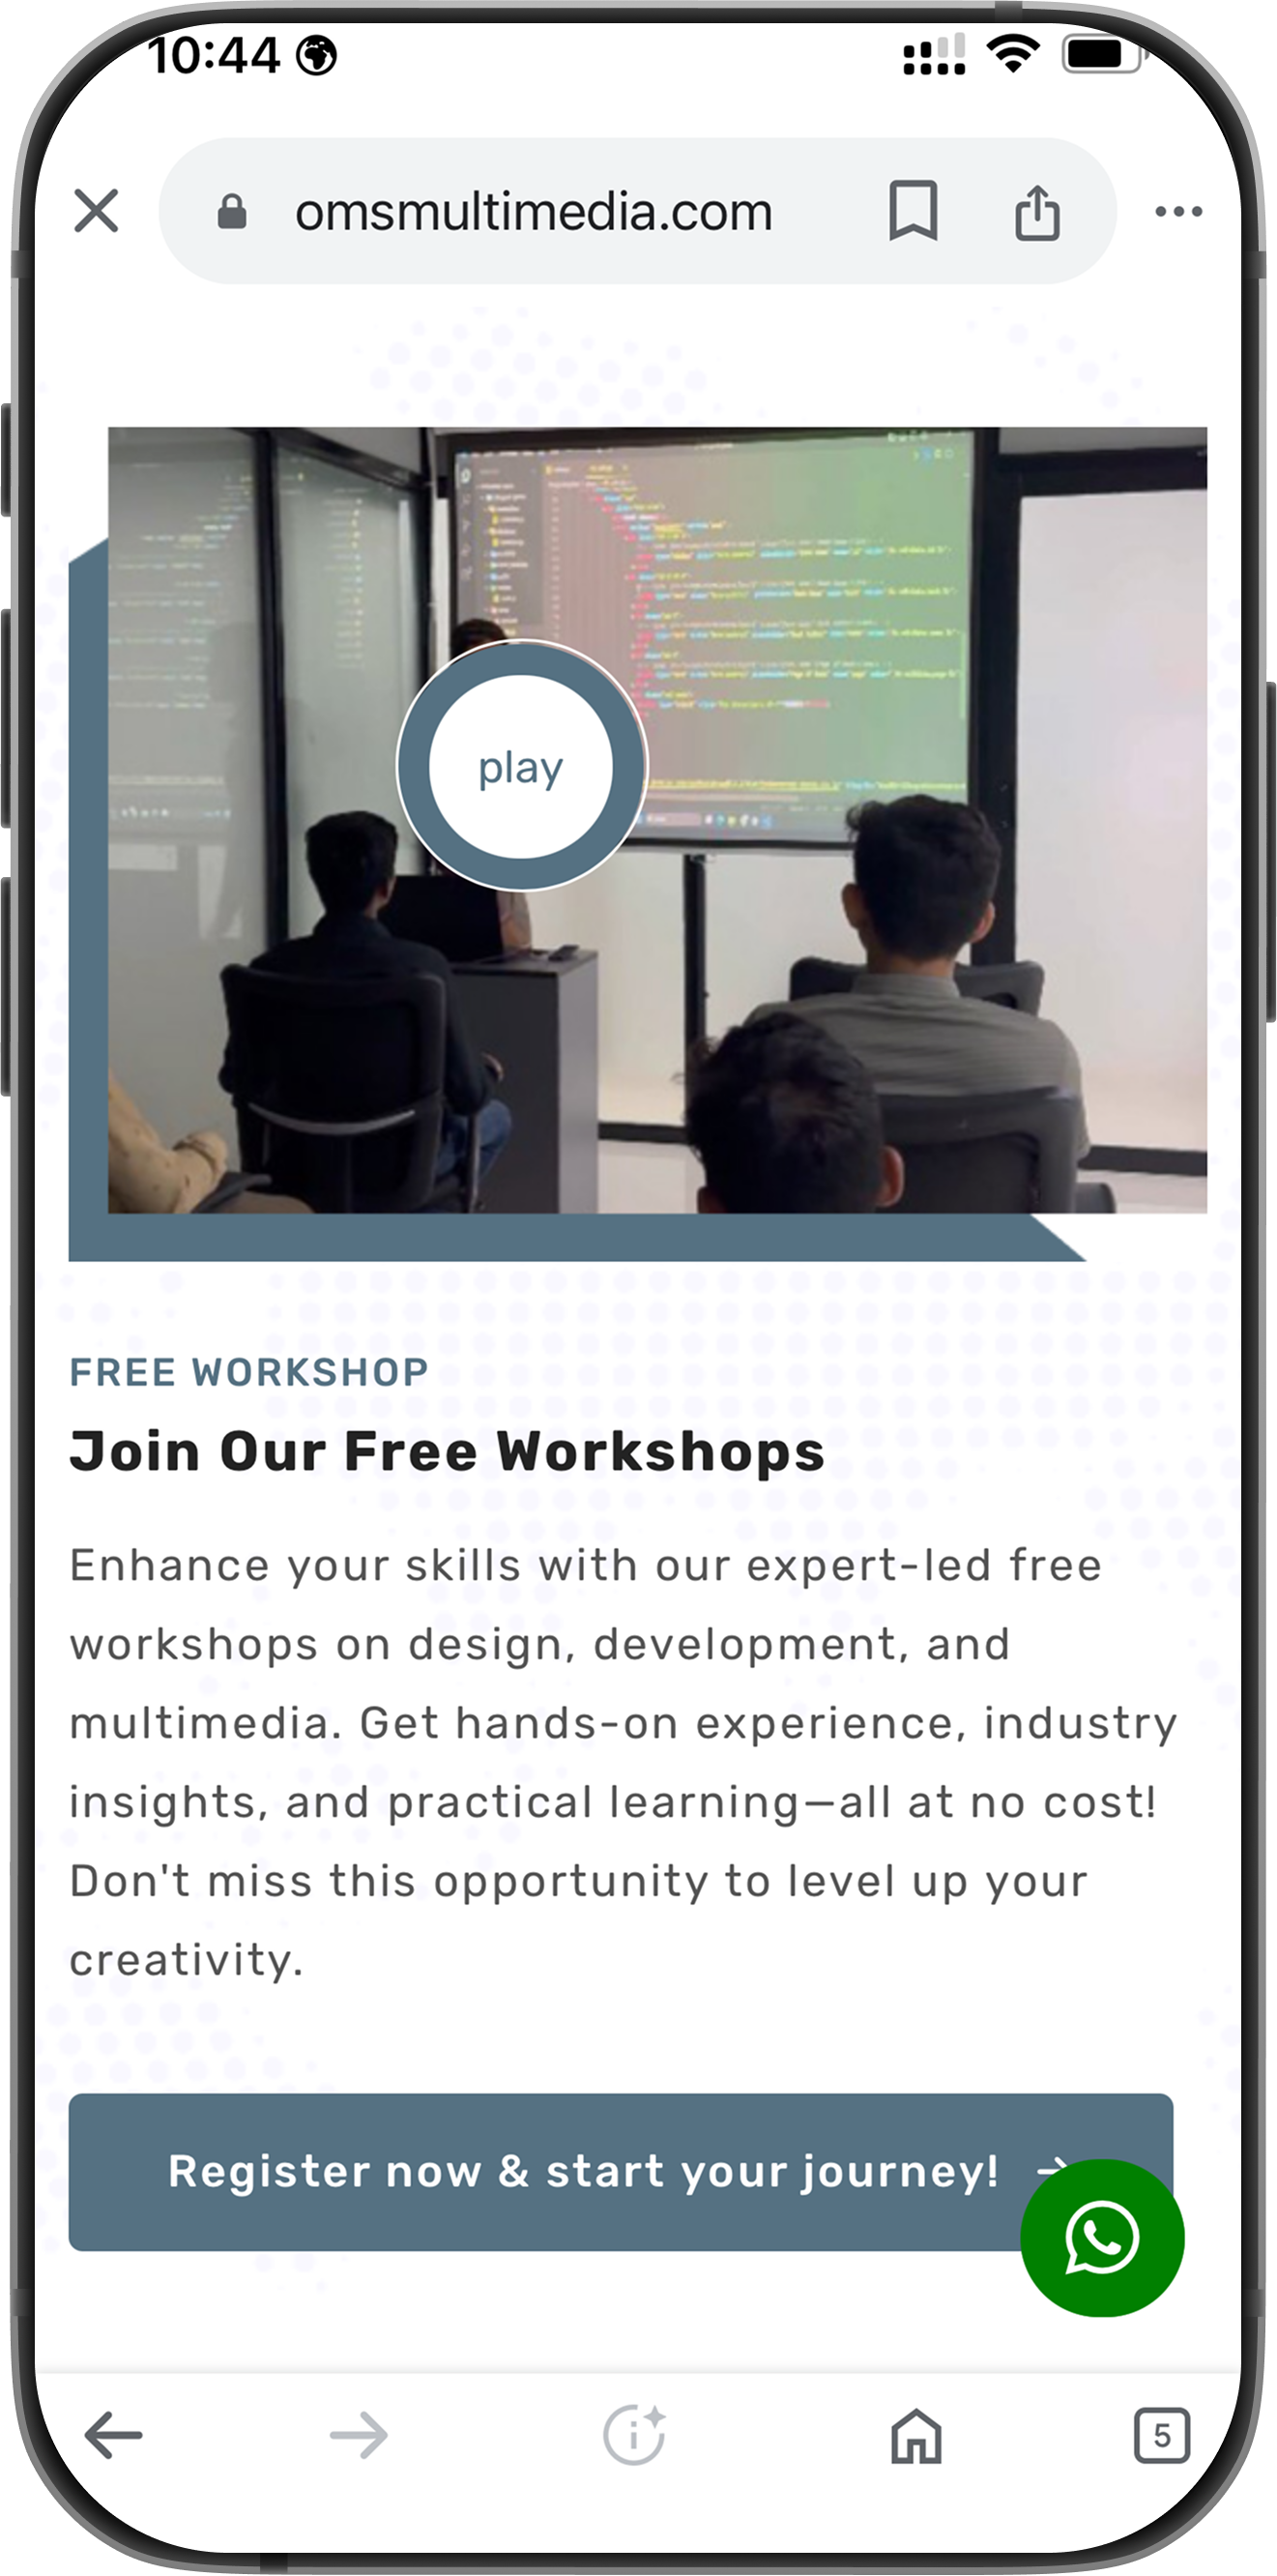 10:44
omsmultimedia.com
play
FREE WORKSHOP
Join Our Free Workshops
Enhance your skills with our expert-led free
workshops on design, development, and
multimedia. Get hands-on experience, industry
insights, and practical learning—all at no cost!
Don't miss this opportunity to level up your
creativity.
Register now & start your journey!
5